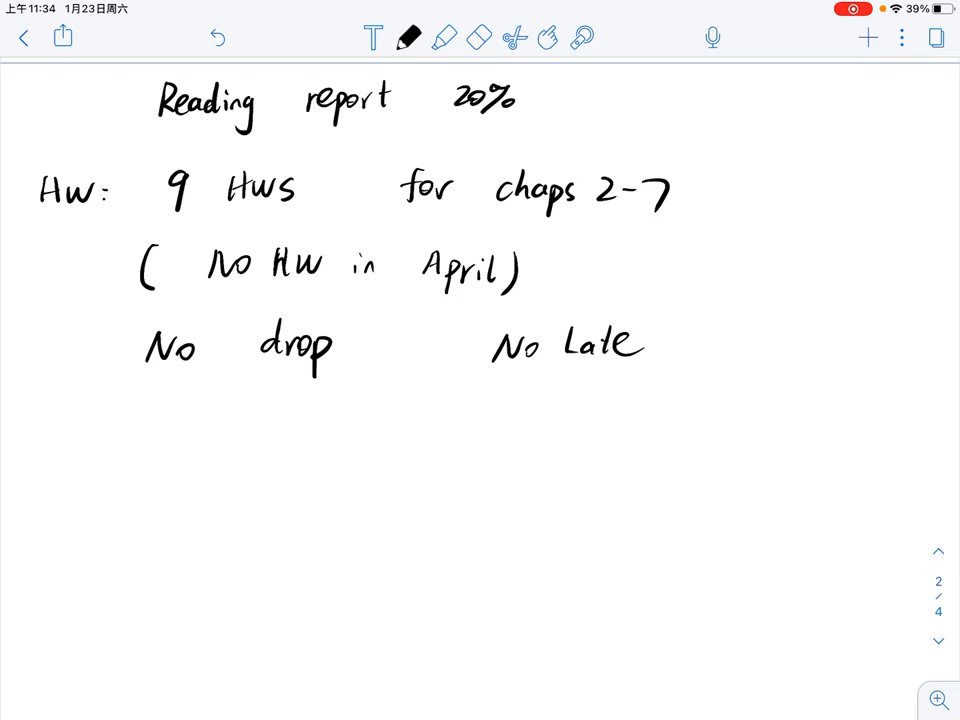 上午11:34 1月23日周六 39%
Reading report 20%
HW: 9 HWS for chaps 2-7
( No HW in April )
No drop No Late
2
/
4